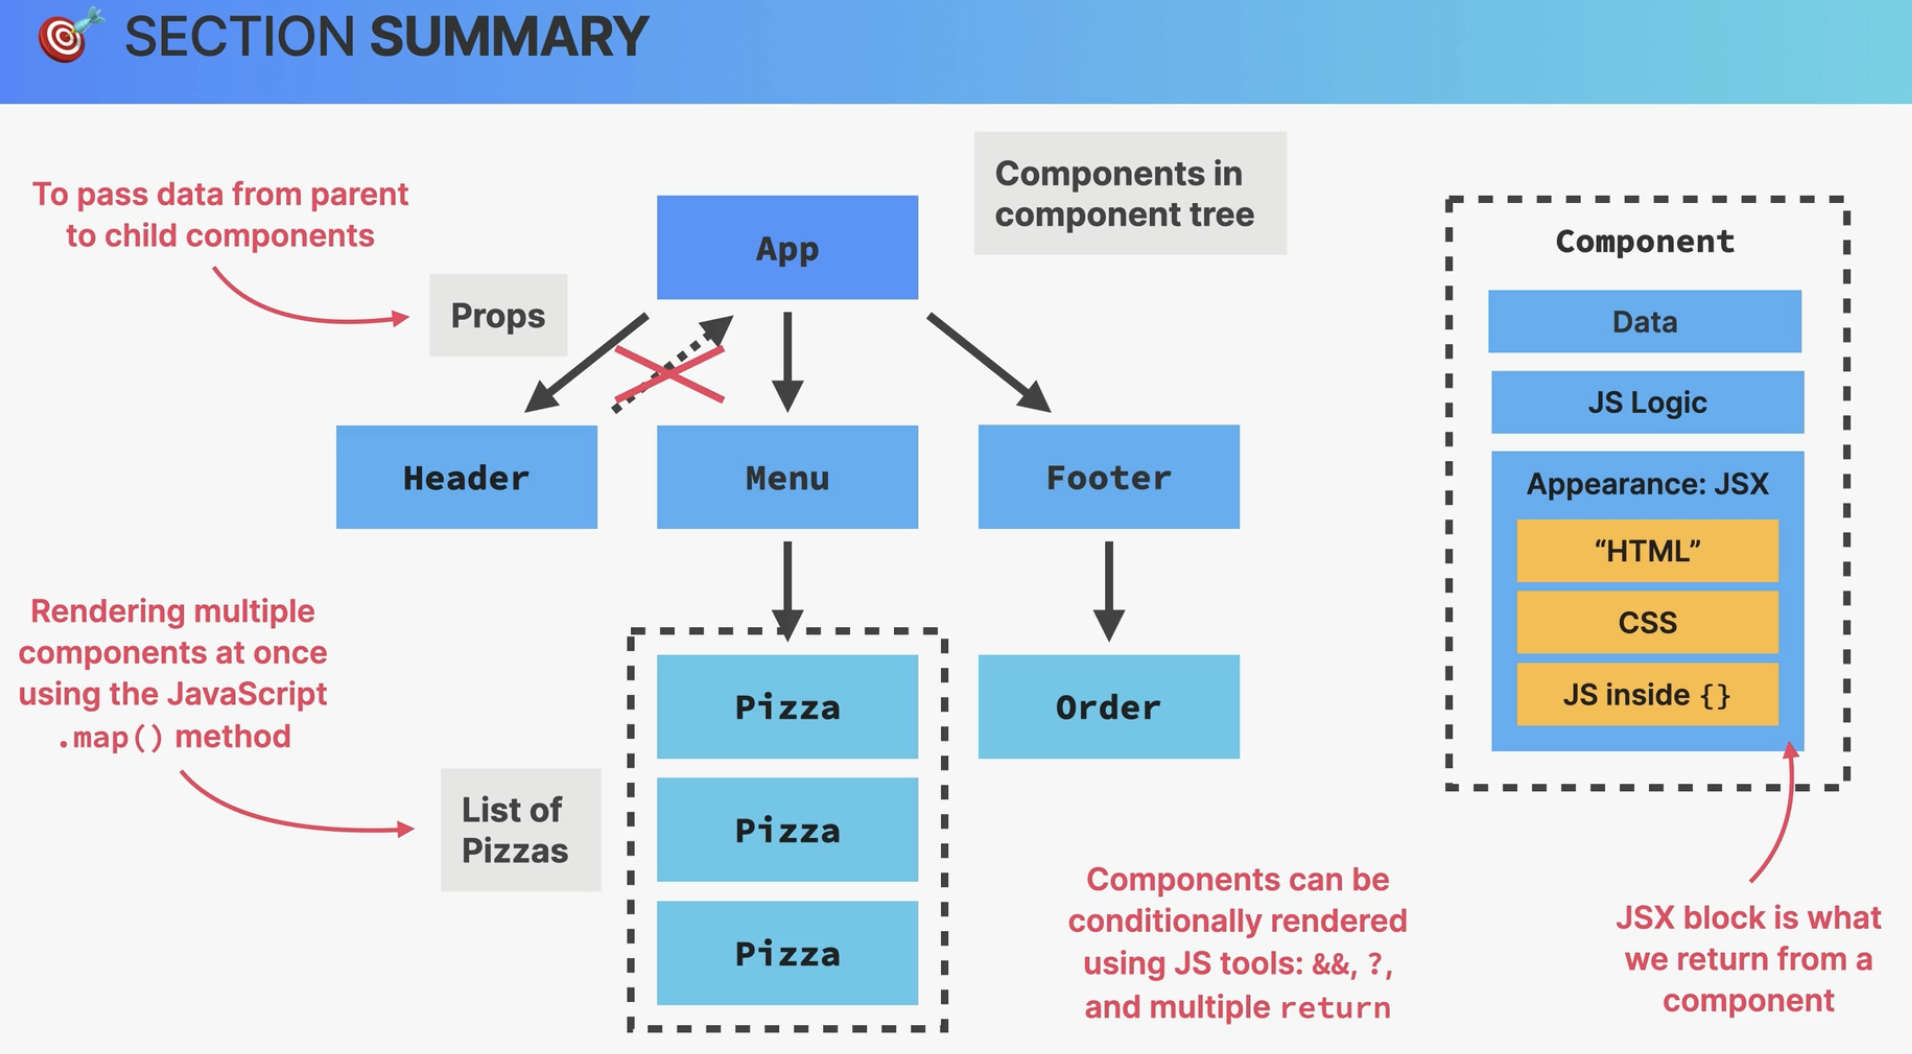 SECTION SUMMARY
To pass data from parent
to child components
Props
App
Components in
component tree
Header
Menu
Footer
Rendering multiple
components at once
using the JavaScript
.map() method
List of
Pizzas
Pizza
Pizza
Pizza
Order
Components can be
conditionally rendered
using JS tools: &&, ?,
and multiple return
Component
Data
JS Logic
Appearance: JSX
“HTML”
CSS
JS inside {}
JSX block is what
we return from a
component